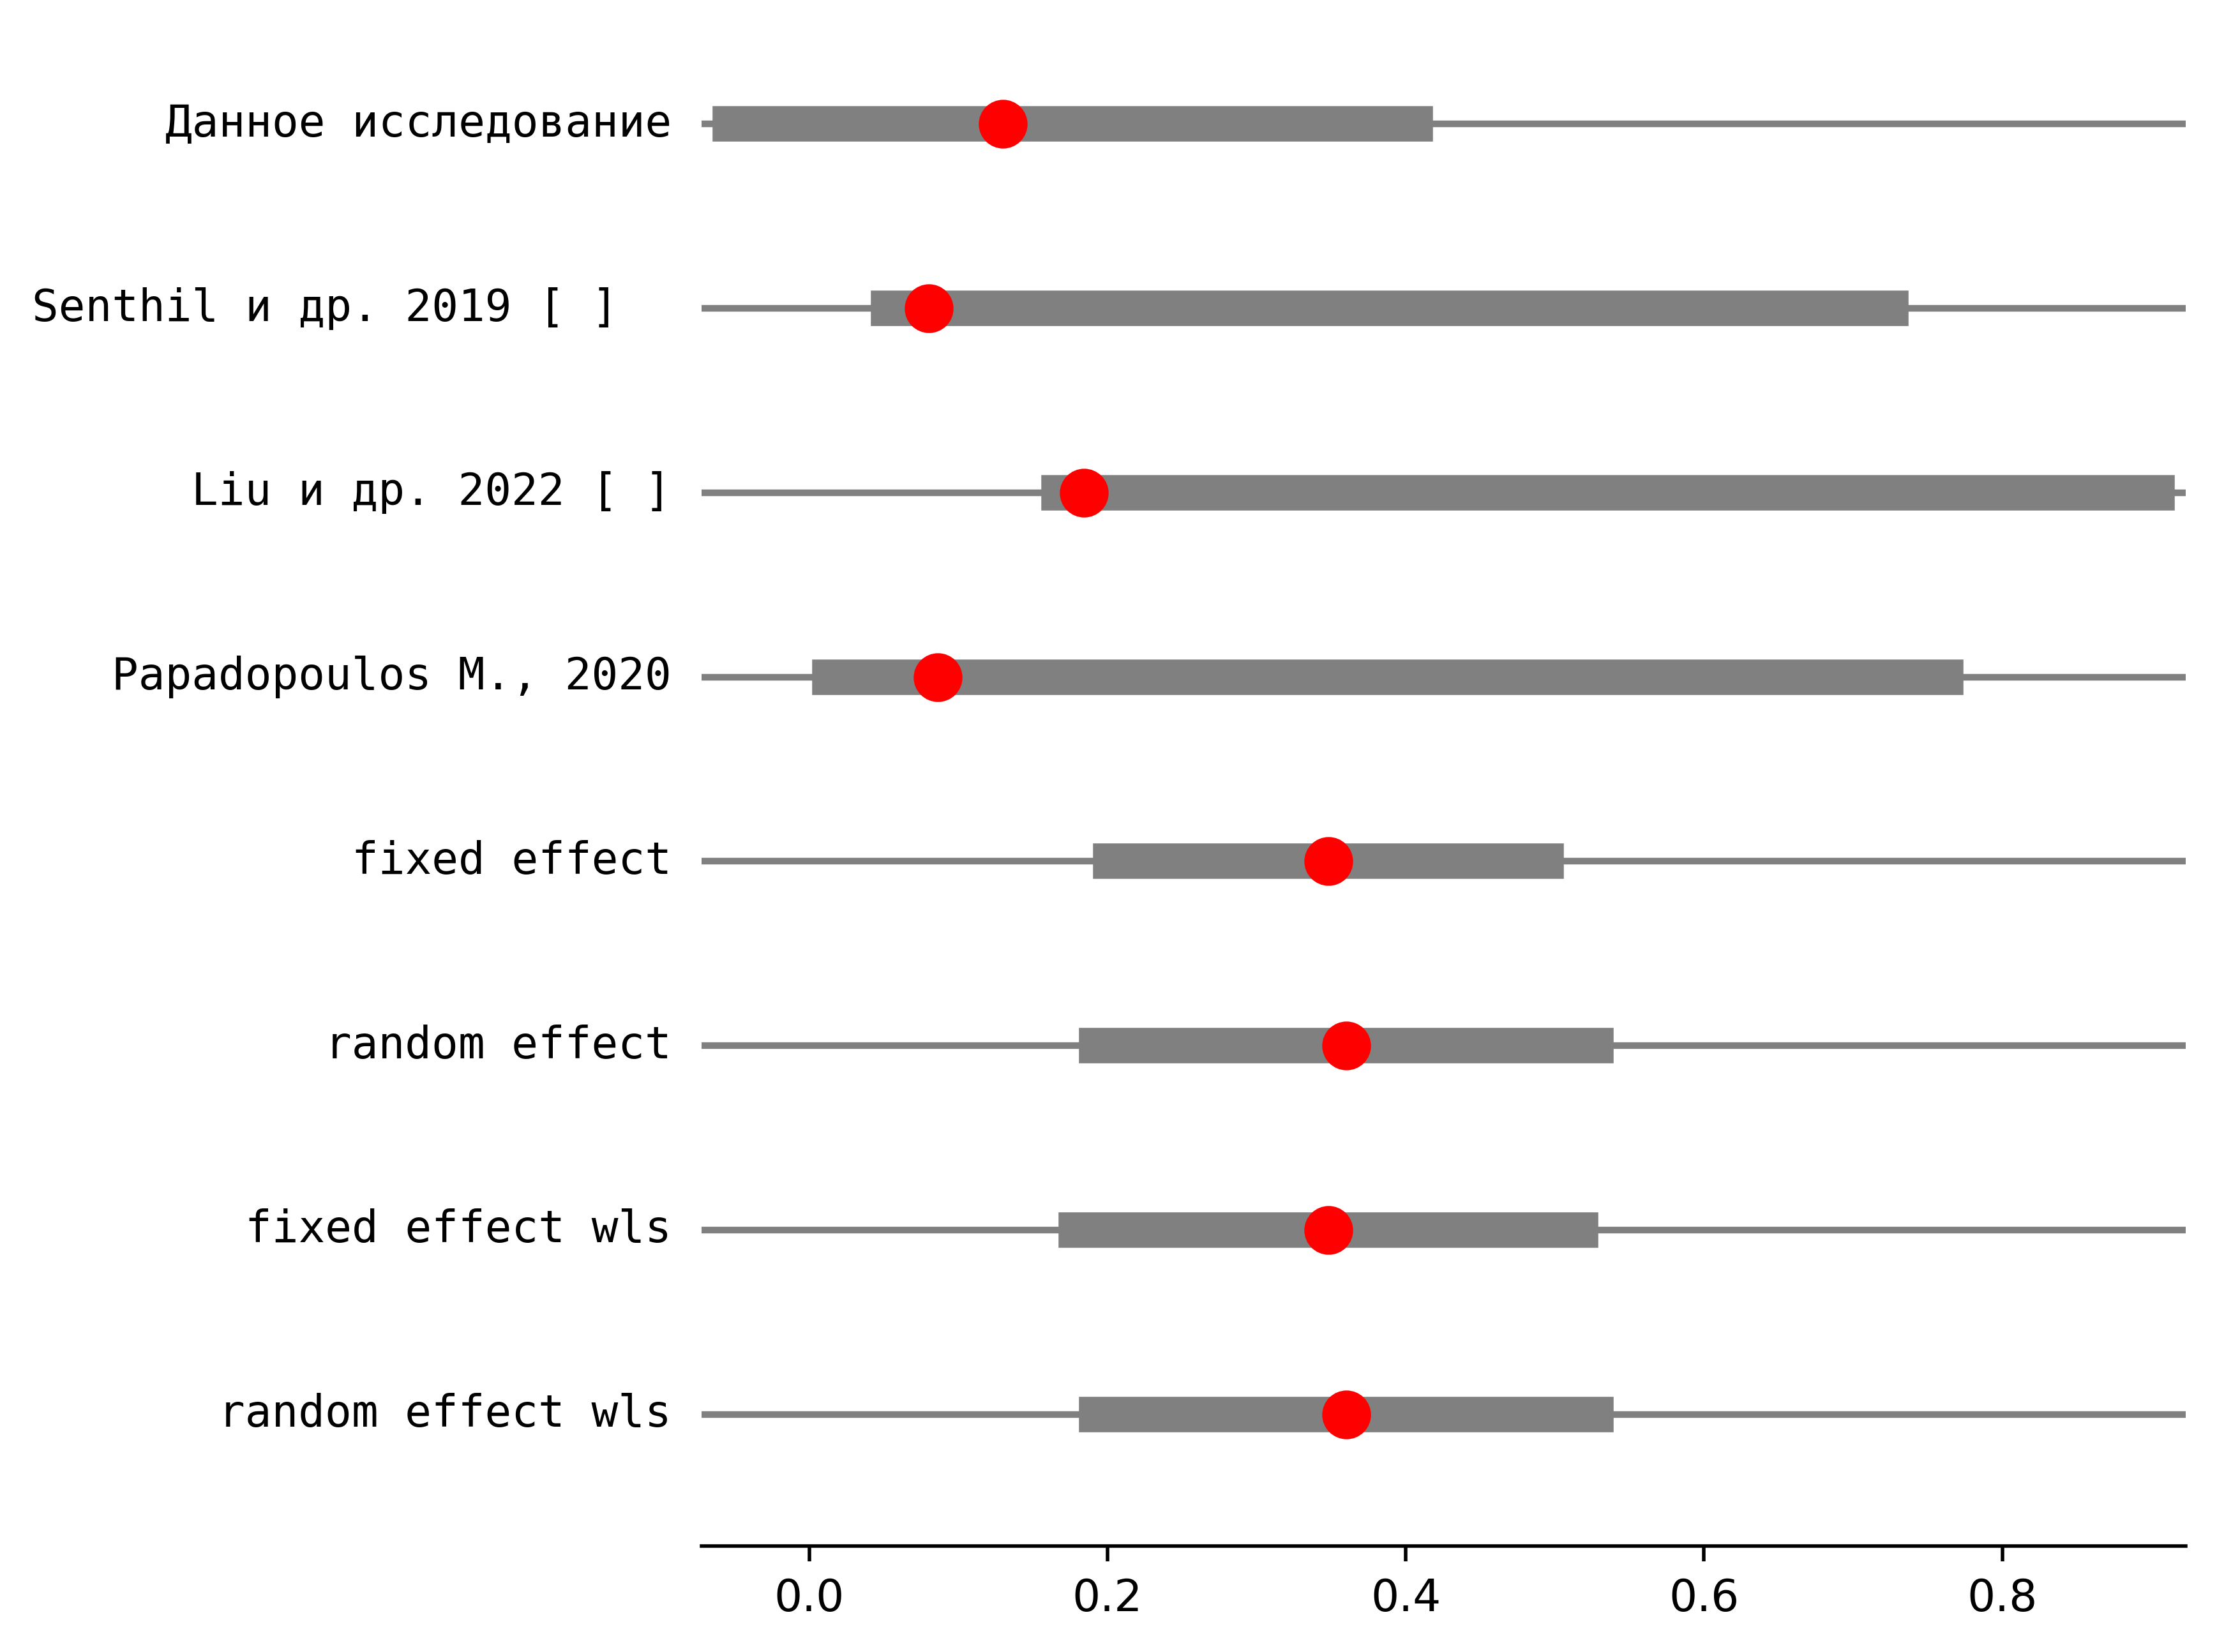 Данное исследование
Senthil и др. 2019 [ ]
Liu и др. 2022 [ ]
Papadopoulos M., 2020
fixed effect
random effect
fixed effect wls
random effect wls
0.0 0.2 0.4 0.6 0.8